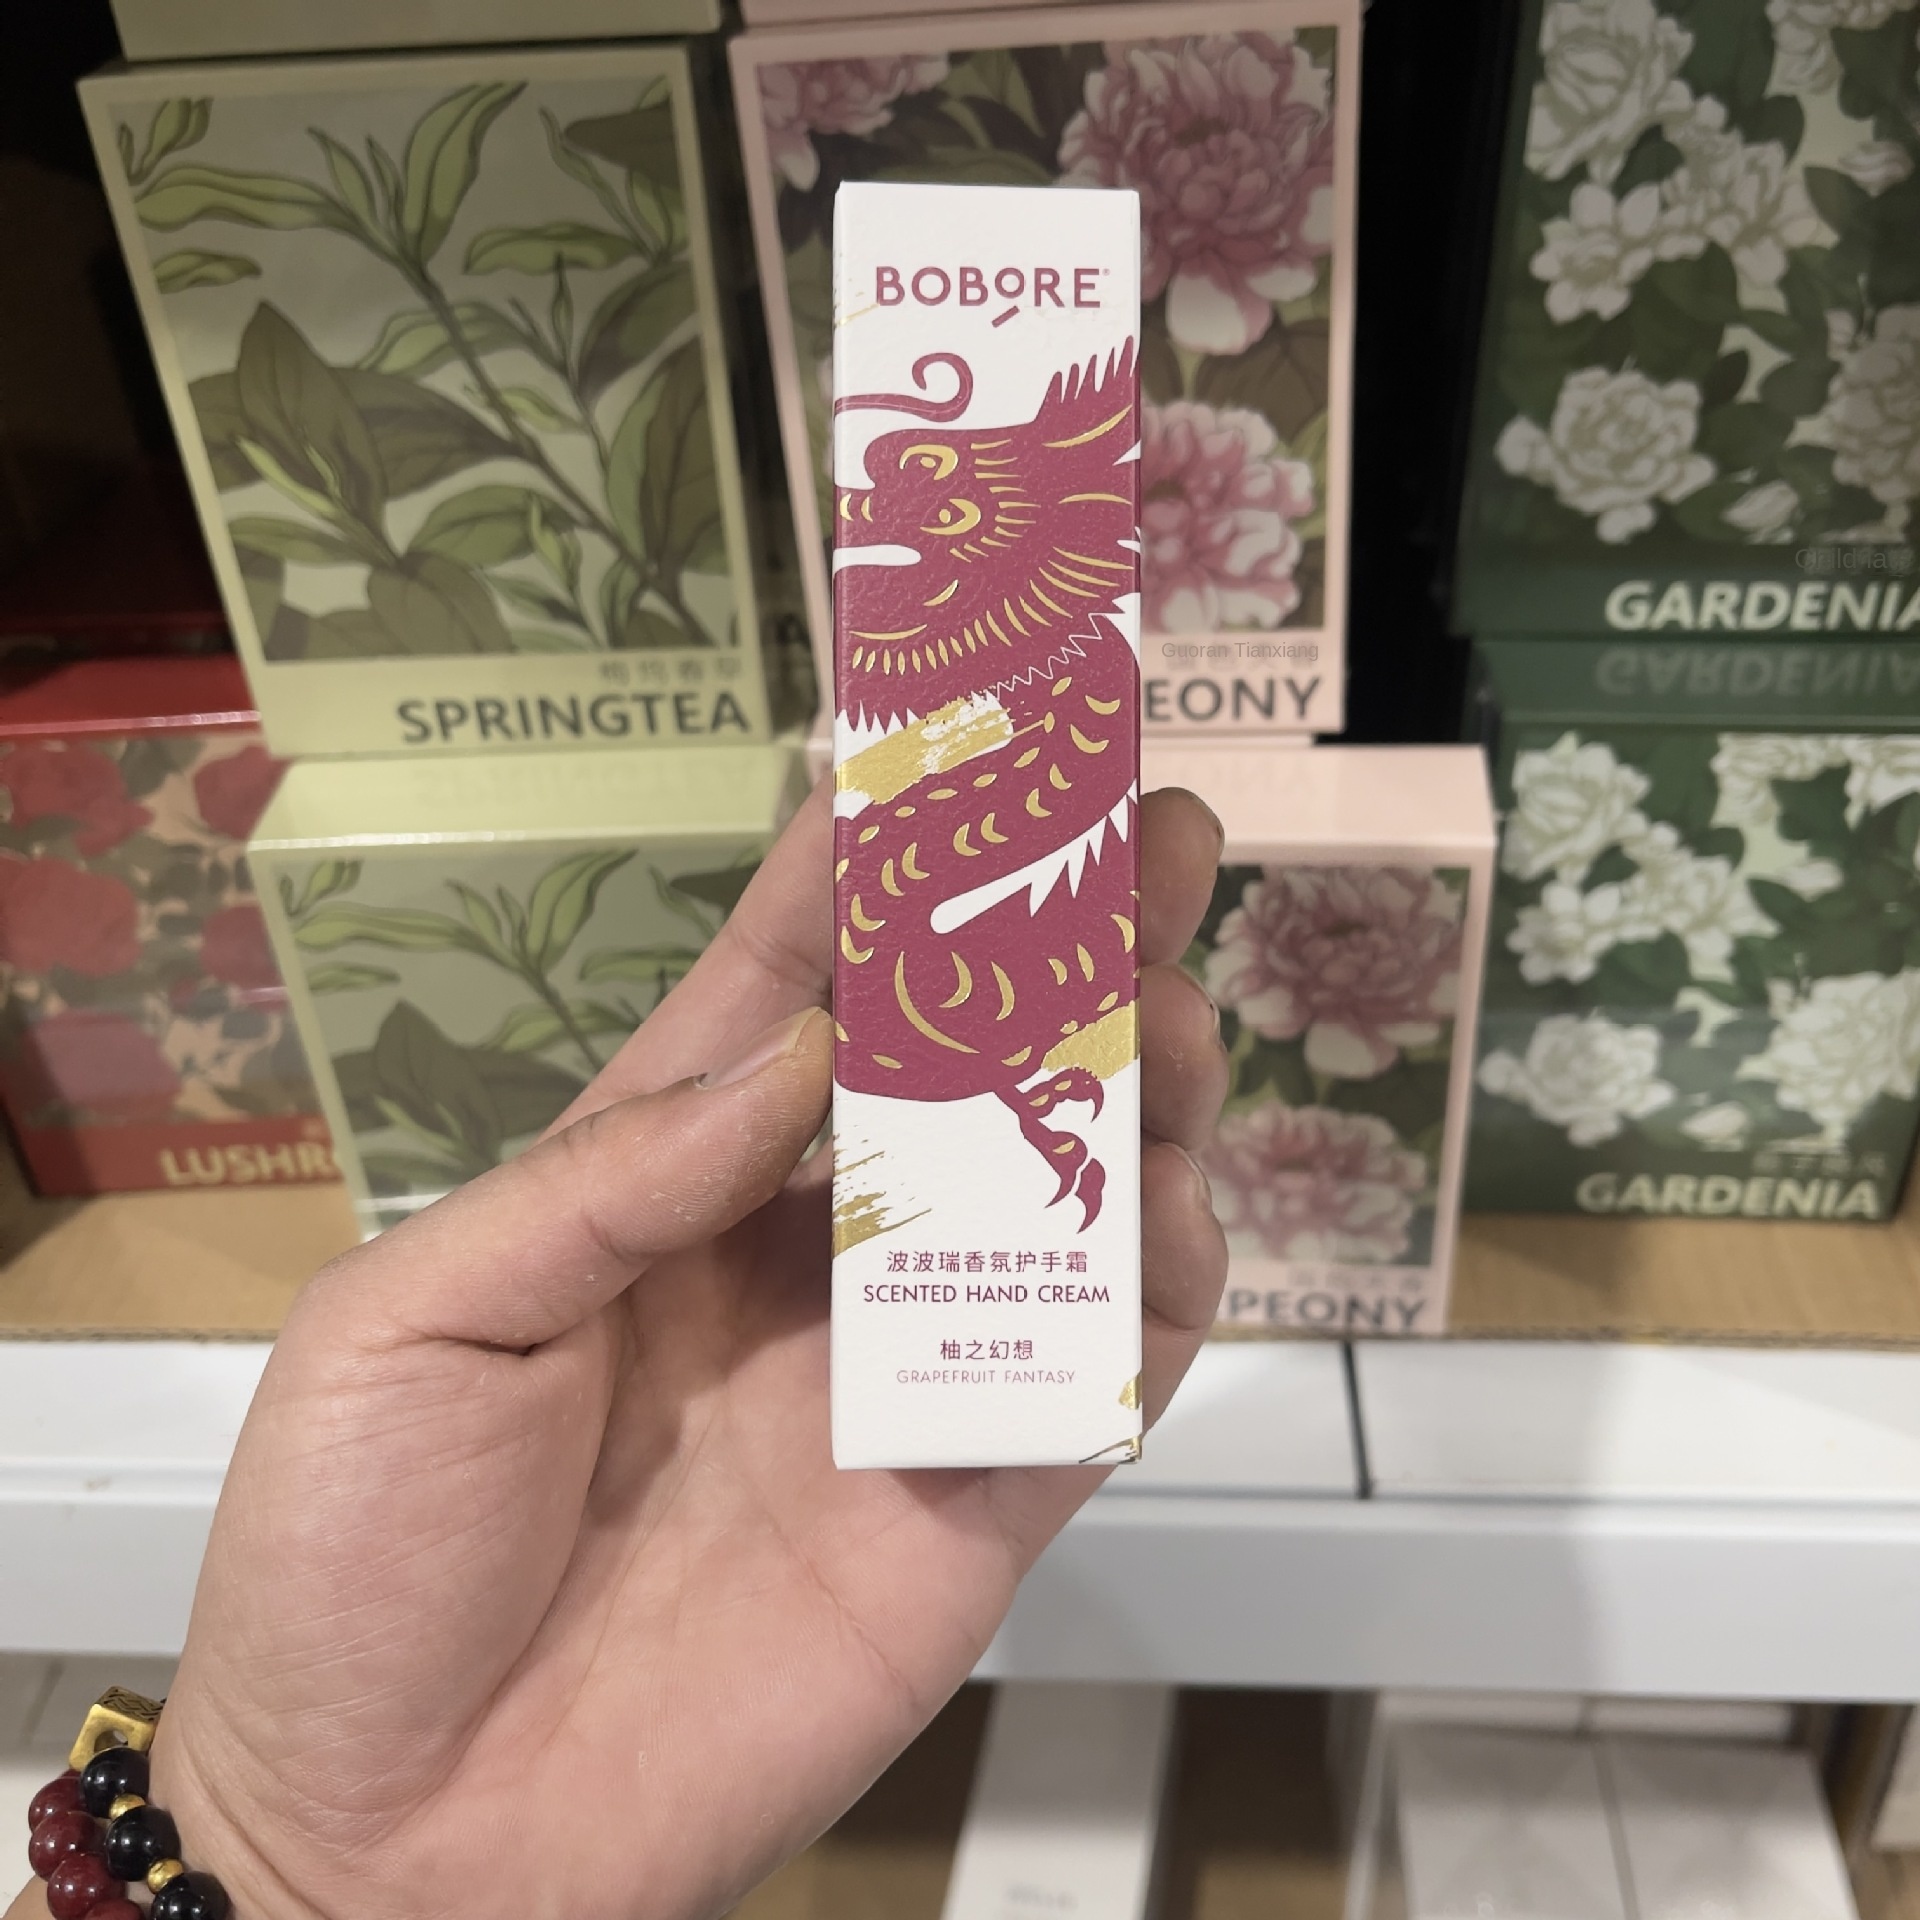 BOBORE
波波瑞香氛护手霜
SCENTED HAND CREAM
柚之幻想
GRAPEFRUIT FANTASY
SPRINGTEA
Guoran Tianxiang
EONY
GARDENIA
GARDENIA
LUSHR
PEONY
GARDENIA